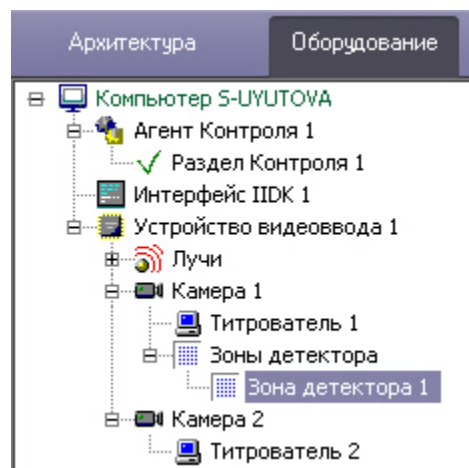 Архитектура Оборудование
Компьютер S-UYUTOVA
Агент Контроля 1
Раздел Контроля 1
Интерфейс IIDK 1
Устройство видеоввода 1
Лучи
Камера 1
Титрователь 1
Зоны детектора
Зона детектора 1
Камера 2
Титрователь 2